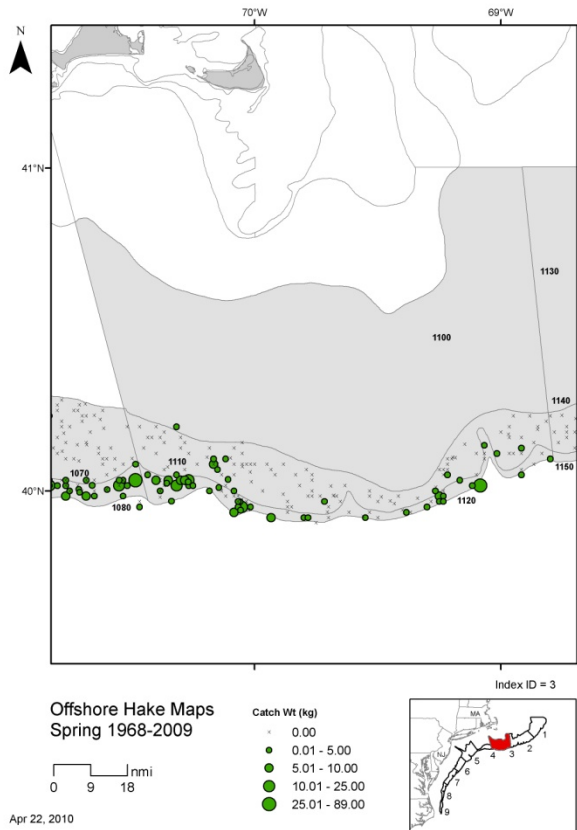 70°W
69°W
N
41°N
1130
1100
1140
1070
1110
1150
40°N
1120
1080
Index ID = 3
Offshore Hake Maps
Spring 1968-2009
0 9 18 nmi
Apr 22, 2010
Catch Wt (kg)
0.00
0.01 - 5.00
5.01 - 10.00
10.01 - 25.00
25.01 - 89.00
MA
NJ
1
2
3
4
5
6
7
8
9